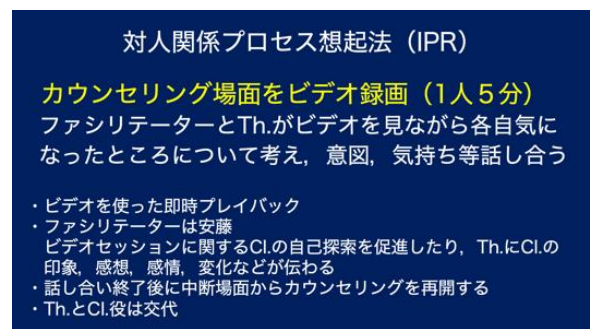 対人関係プロセス想起法（IPR）
カウンセリング場面をビデオ録画（1人５分）
ファシリテーターとTh.がビデオを見ながら各自気に
なったところについて考え，意図，気持ち等話し合う
・ビデオを使った即時プレイバック
・ファシリテーターは安藤
ビデオセッションに関するCl.の自己探索を促進したり，Th.にCl.の
印象，感想，感情，変化などが伝わる
・話し合い終了後に中断場面からカウンセリングを再開する
・Th.とCl.役は交代